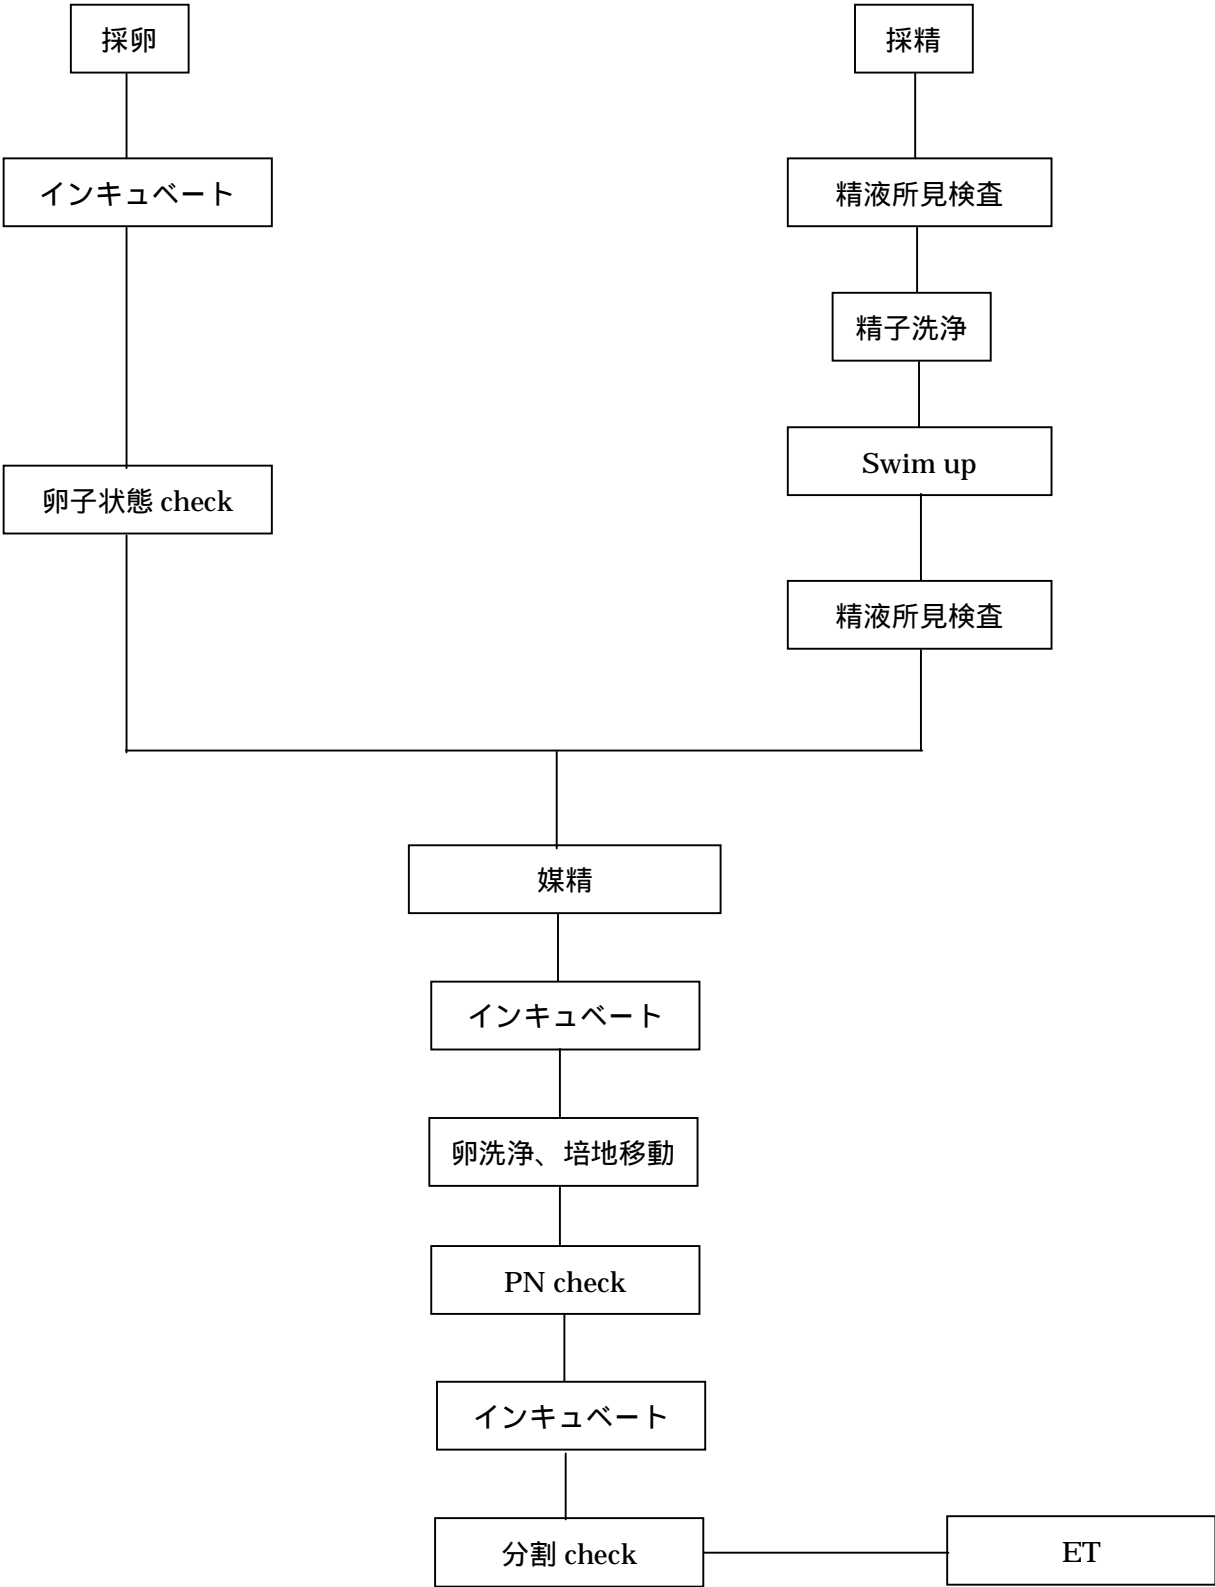 採卵
採精
インキュベート
精液所見検査
精子洗浄
Swim up
卵子状態 check
精液所見検査
媒精
インキュベート
卵洗浄、培地移動
PN check
インキュベート
分割 check
ET